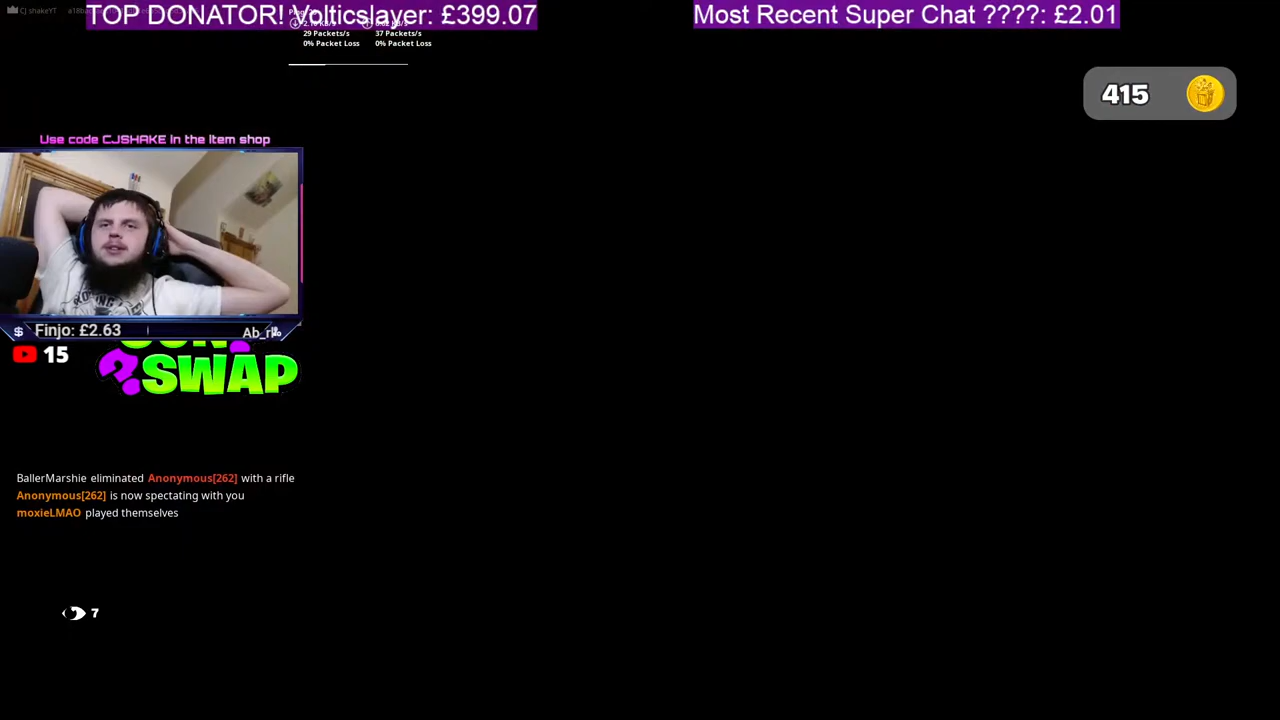 CJ shakeYT
TOP DONATOR! Volticslayer: £399.07
Most Recent Super Chat ????: £2.01
29 Packets/s
37 Packets/s
0% Packet Loss
0% Packet Loss
415
Use code CJSHAKE in the item shop
$ Finjo: £2.63
15
SWAP
BallerMarshie eliminated Anonymous[262] with a rifle
Anonymous[262] is now spectating with you
moxieLMAO played themselves
7